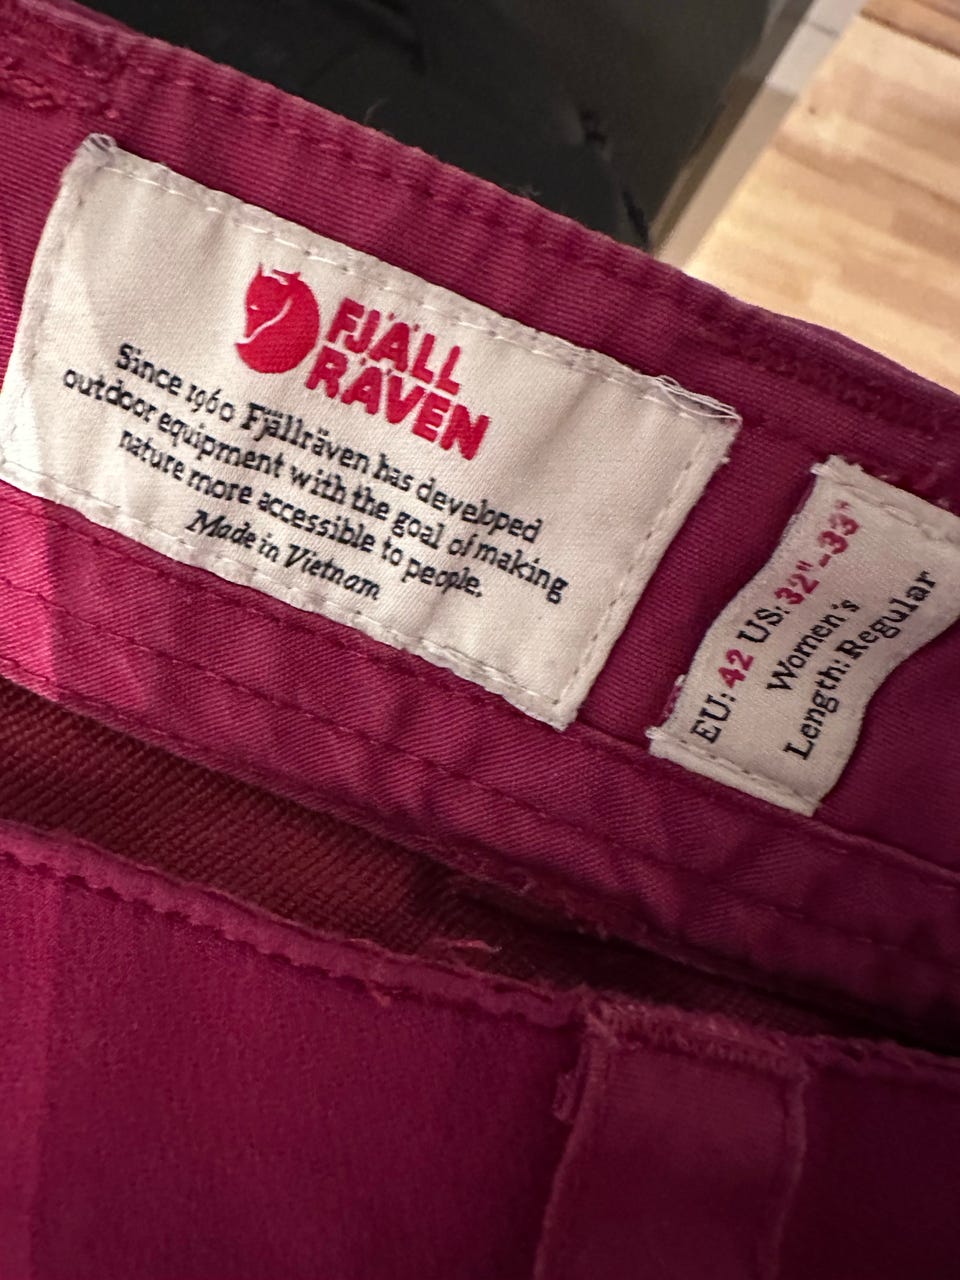 FJÄLL
RÄVEN
Since 1960 Fjällräven has developed
outdoor equipment with the goal of making
nature more accessible to people.
Made in Vietnam
EU: 42 US: 32"-33"
Women's
Length: Regular